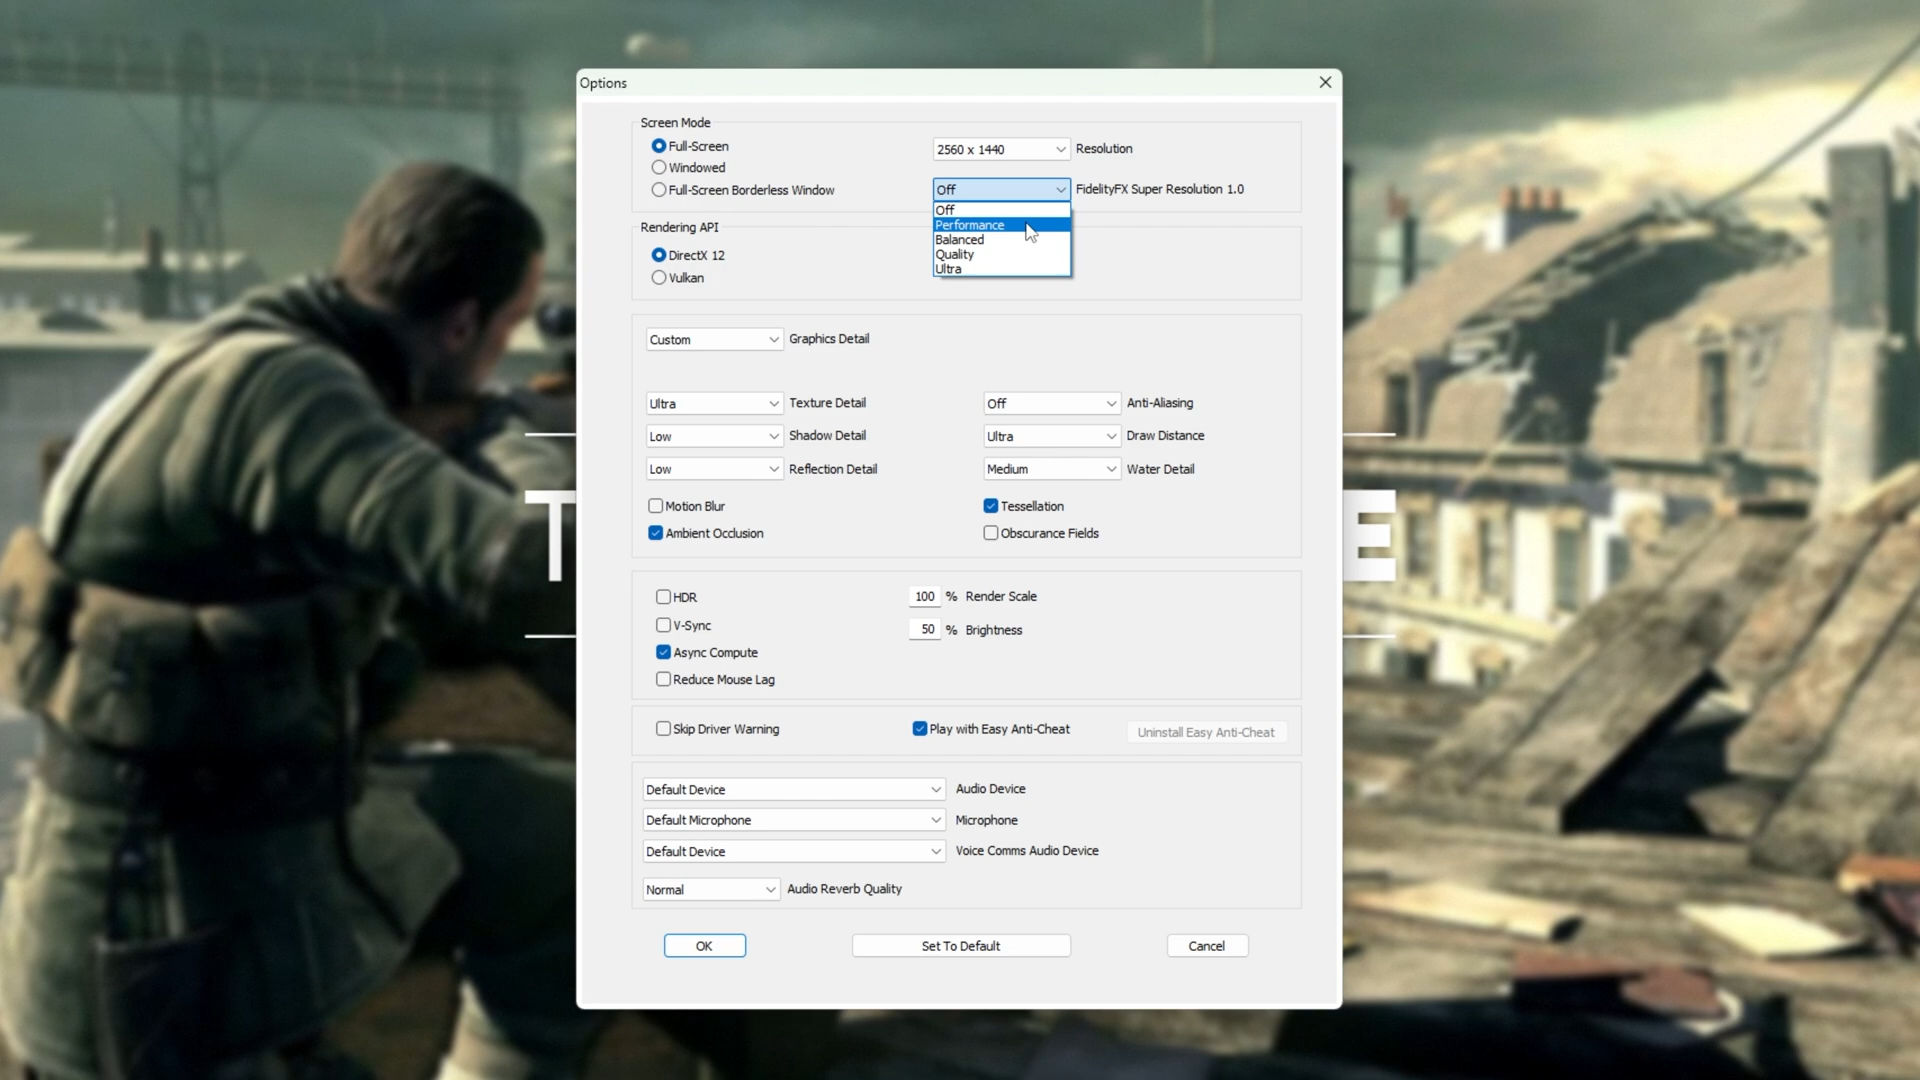 Options
Screen Mode
Full-Screen
2560 x 1440 Resolution
Windowed
Full-Screen Borderless Window
Off FidelityFX Super Resolution 1.0
Off
Performance
Balanced
Quality
Ultra
Rendering API
DirectX 12
Vulkan
Custom Graphics Detail
Ultra Texture Detail
Off Anti-Aliasing
Low Shadow Detail
Ultra Draw Distance
Low Reflection Detail
Medium Water Detail
Motion Blur
Tessellation
Ambient Occlusion
Obscurance Fields
T
E
HDR
100 % Render Scale
V-Sync
50 % Brightness
Async Compute
Reduce Mouse Lag
Skip Driver Warning
Play with Easy Anti-Cheat
Uninstall Easy Anti-Cheat
Default Device Audio Device
Default Microphone Microphone
Default Device Voice Comms Audio Device
Normal Audio Reverb Quality
OK
Set To Default
Cancel